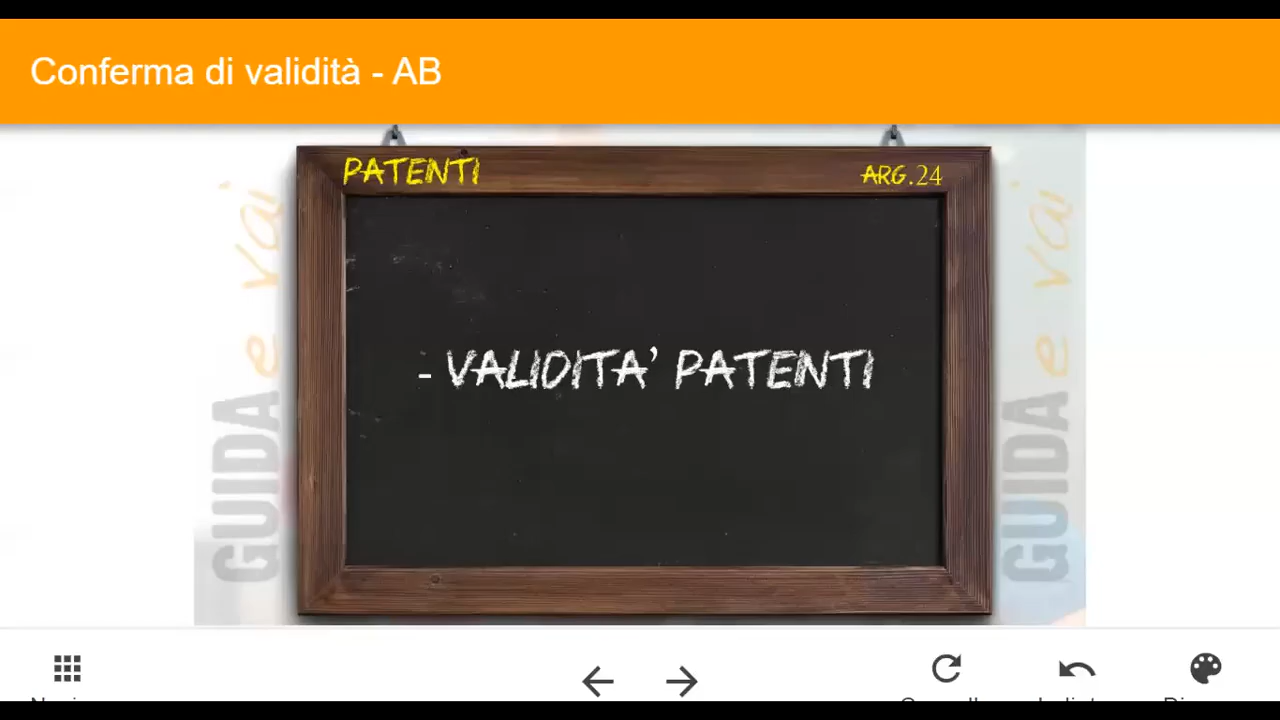 Conferma di validità - AB
PATENTI
ARG.24
- VALIDITA' PATENTI
GUIDA e vai
GUIDA e vai